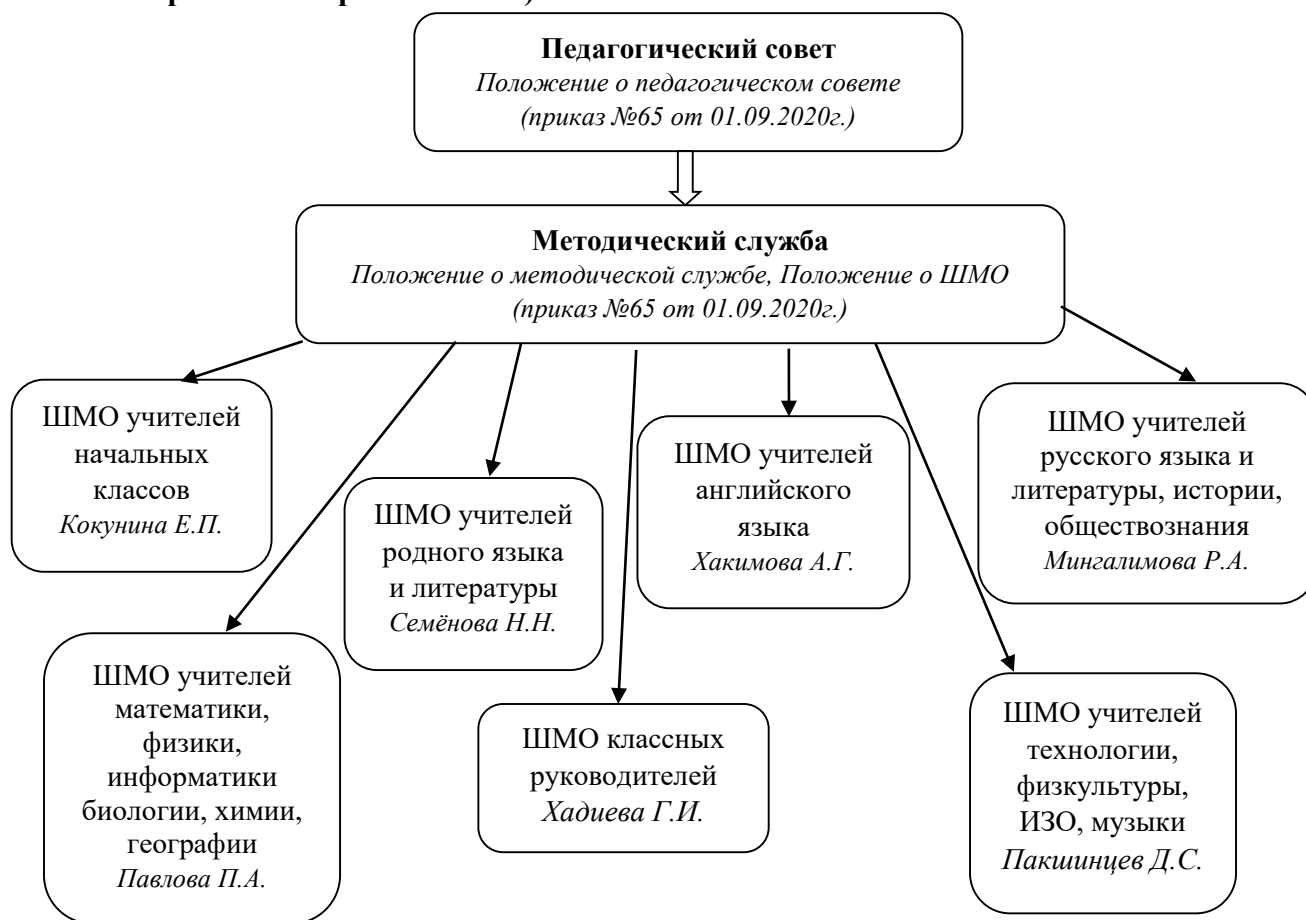 Педагогический совет
Положение о педагогическом совете
(приказ №65 от 01.09.2020г.)
Методический служба
Положение о методической службе, Положение о ШМО
(приказ №65 от 01.09.2020г.)
ШМО учителей
начальных
классов
Кокунина Е.П.
ШМО учителей
родного языка
и литературы
Семёнова Н.Н.
ШМО учителей
английского
языка
Хакимова А.Г.
ШМО учителей
русского языка и
литературы, истории,
обществознания
Мингалимова Р.А.
ШМО учителей
математики,
физики,
информатики
биологии, химии,
географии
Павлова П.А.
ШМО классных
руководителей
Хадиева Г.И.
ШМО учителей
технологии,
физкультуры,
ИЗО, музыки
Пакшинцев Д.С.